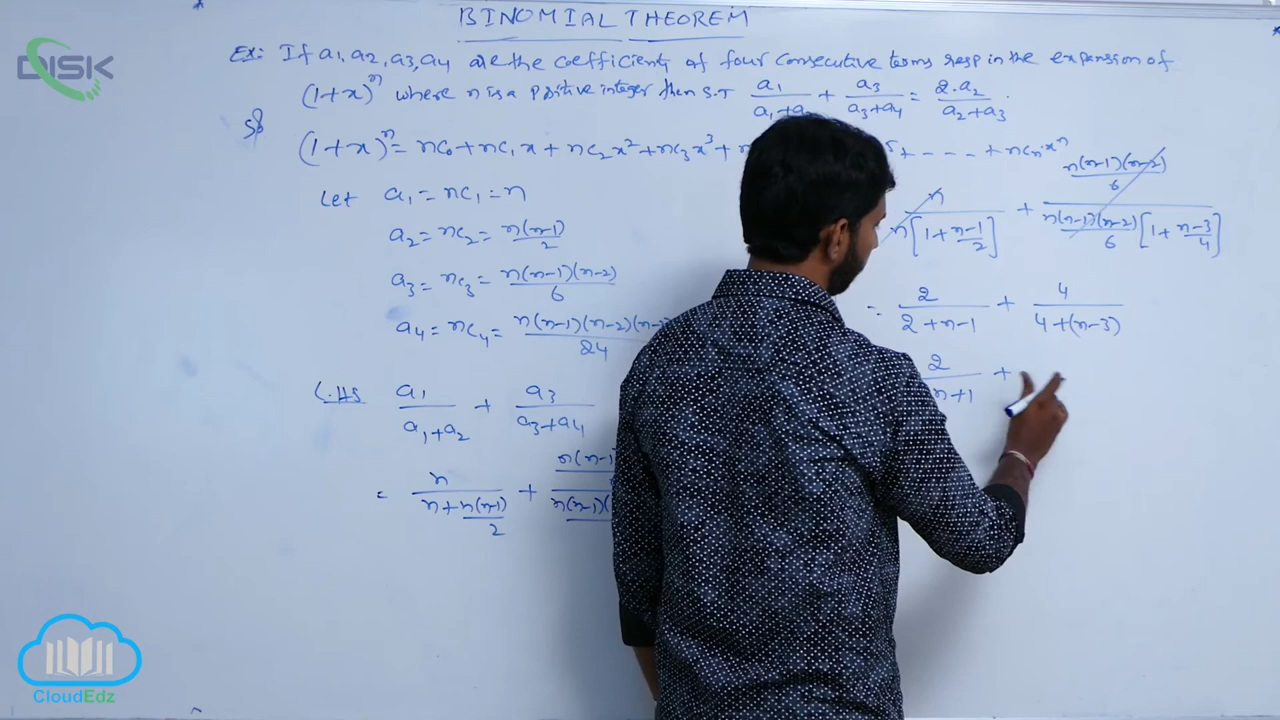 BINOMIAL THEOREM
DISK
Ex: If a1, a2, a3, a4 are the coefficients of four consecutive terms resp in the expansion of
(1+x)^n where n is a positive integer then S.T a1/(a1+a2) + a3/(a3+a4) = 2.a2/(a2+a3).
Sol
(1+x)^n = nc0 + nc1 x + nc2 x^2 + nc3 x^3 + + - - - - + ncn x^n
Let a1 = nc1 = n
a2 = nc2 = n(n-1)/2
a3 = nc3 = n(n-1)(n-2)/6
a4 = nc4 = n(n-1)(n-2)(n-3/24
L.H.S a1/(a1+a2) + a3/(a3+a4)
= n/(n+n(n-1)/2) + n(n-1)/n(n-1)(
n/(n[1+(n-1)/2]) + (n(n-1)(n-2)/6)/(n(n-1)(n-2)/6 [1+(n-3)/4])
= 2/(2+n-1) + 4/(4+(n-3))
2/(n+1) +
CloudEdz